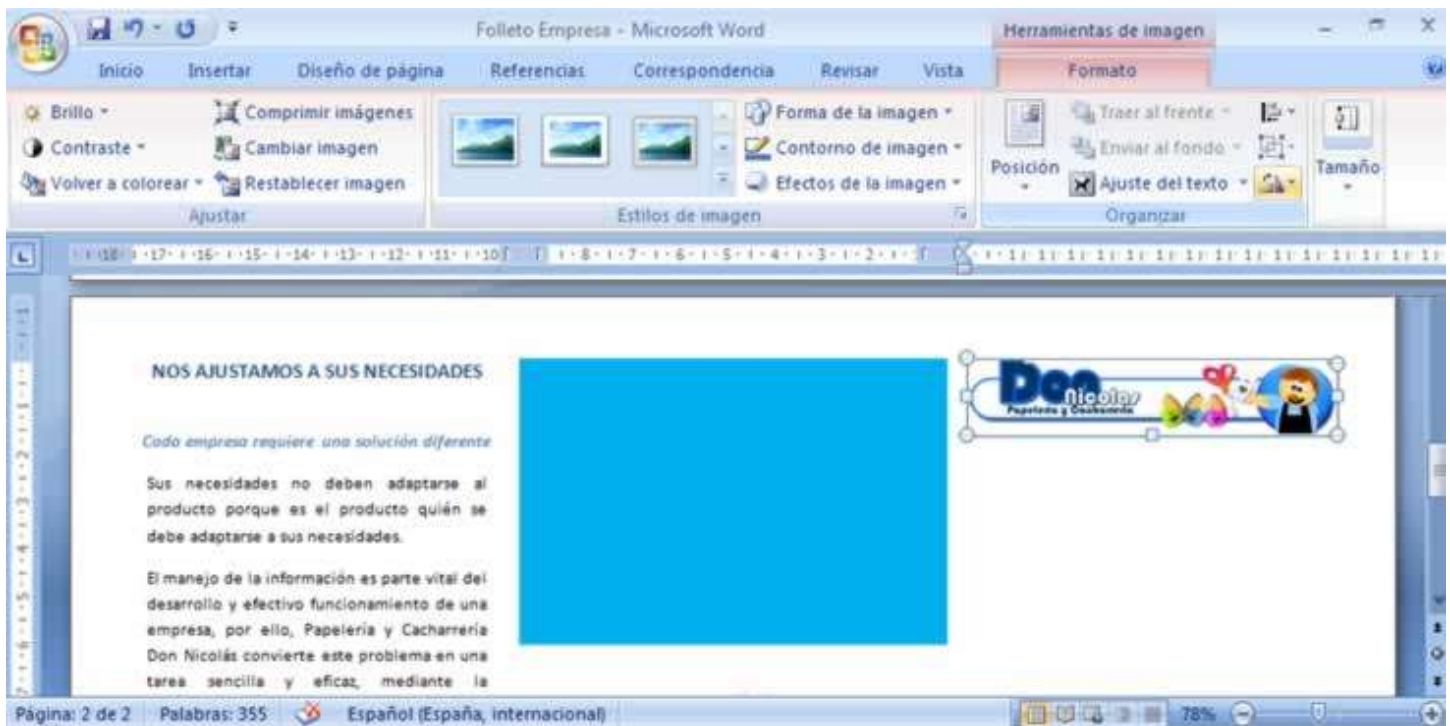 Folleto Empresa - Microsoft Word
Herramientas de imagen
Inicio Insertar Diseño de página Referencias Correspondencia Revisar Vista Formato
Brillo
Contraste
Volver a colorear
Comprimir imágenes
Cambiar imagen
Restablecer imagen
Ajustar
Forma de la imagen
Contorno de imagen
Efectos de la imagen
Estilos de imagen
Posición
Traer al frente
Enviar al fondo
Ajuste del texto
Organizar
Tamaño
NOS AJUSTAMOS A SUS NECESIDADES
Cada empresa requiere una solución diferente
Sus necesidades no deben adaptarse al
producto porque es el producto quién se
debe adaptarse a sus necesidades.
El manejo de la información es parte vital del
desarrollo y efectivo funcionamiento de una
empresa, por ello, Papelería y Cacharrería
Don Nicolás convierte este problema en una
tarea sencilla y eficaz, mediante la
Don
Nicolas
Papelería y Cacharrería
Página: 2 de 2 Palabras: 355 Español (España, internacional) 78%